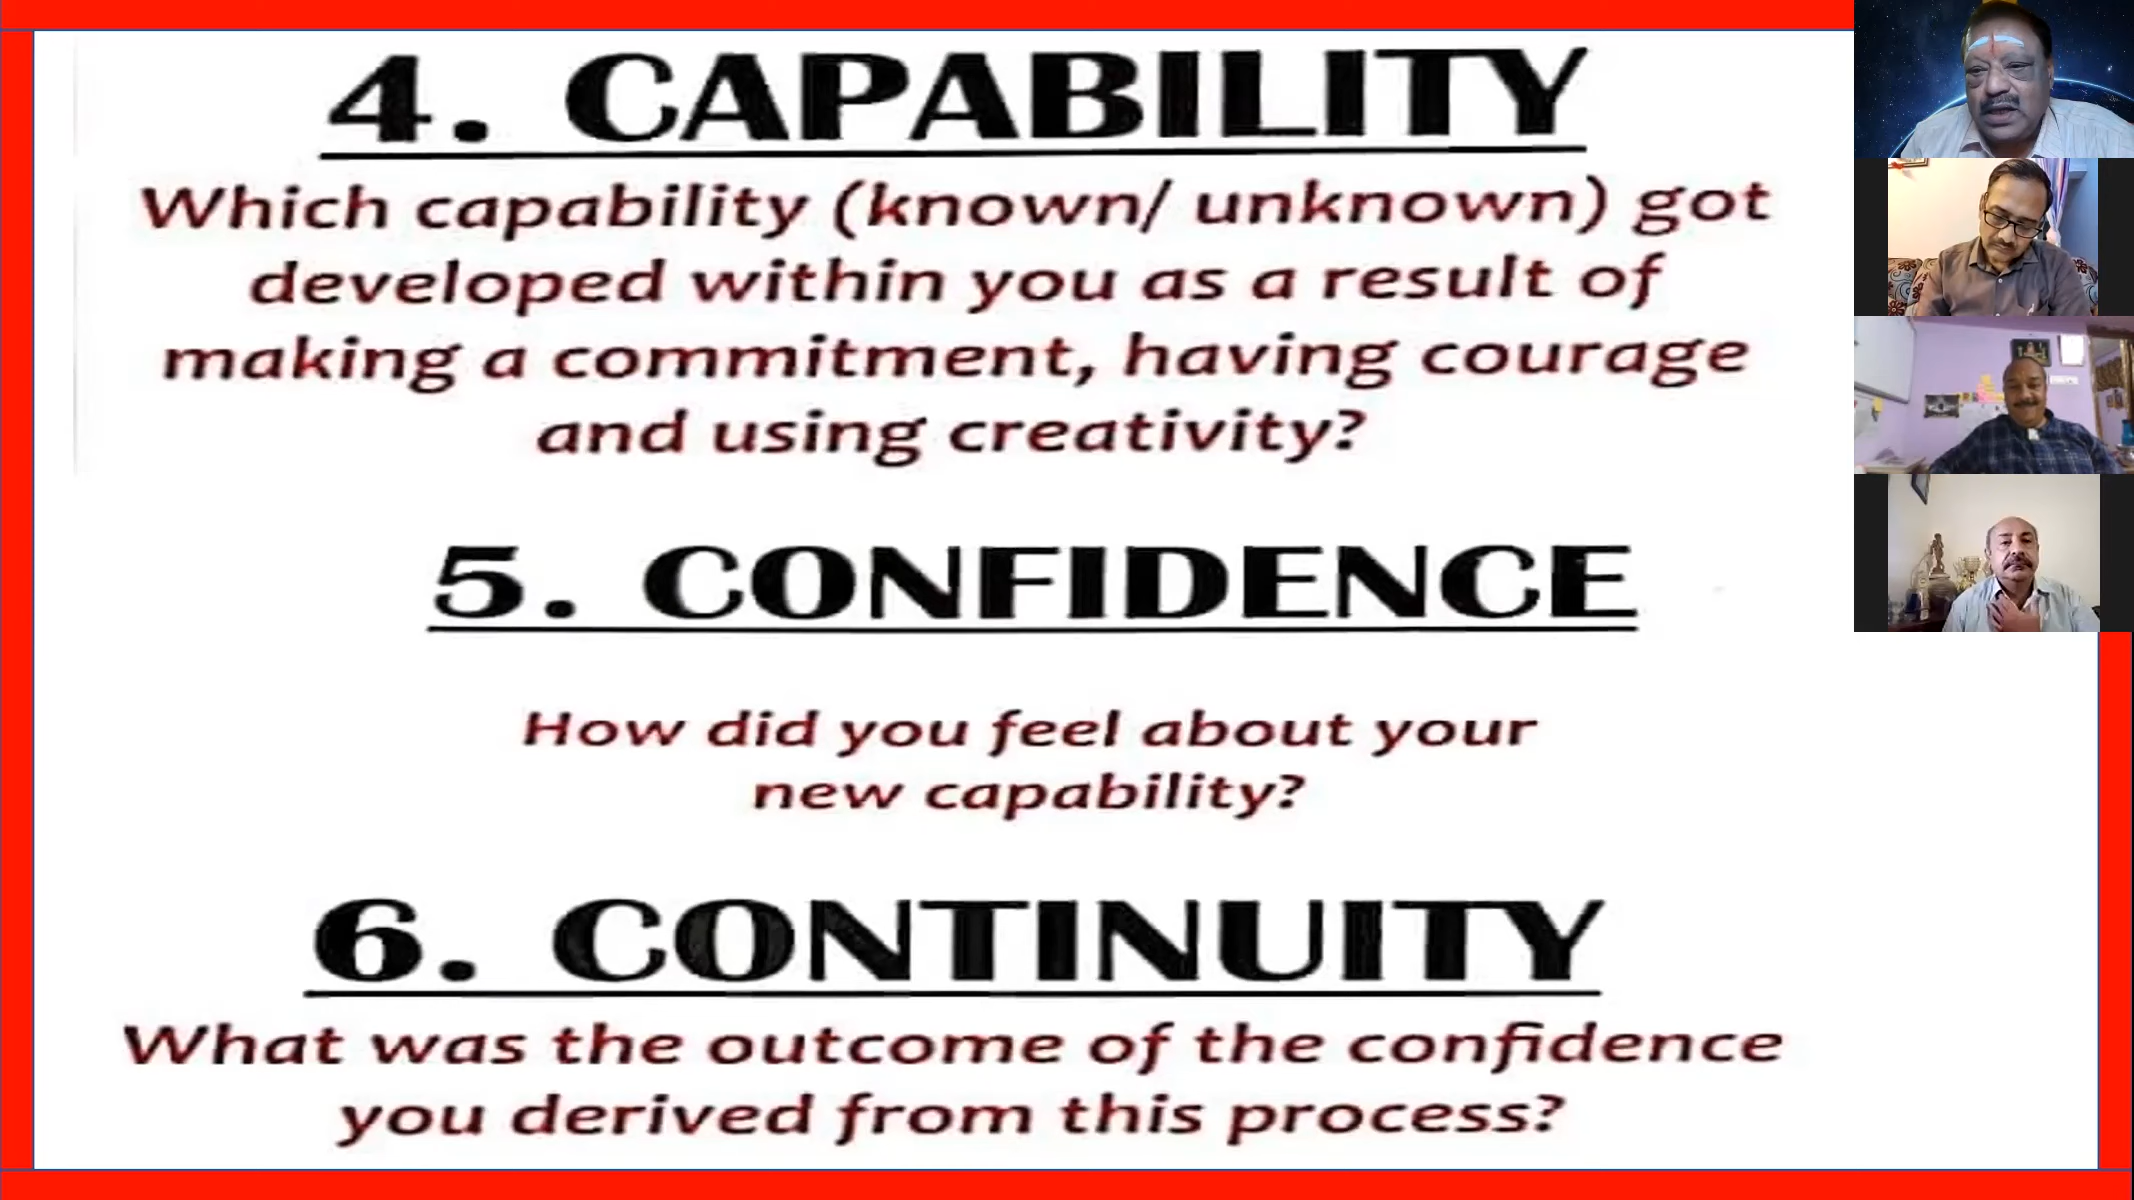 4. CAPABILITY
Which capability (known/ unknown) got
developed within you as a result of
making a commitment, having courage
and using creativity?
5. CONFIDENCE
How did you feel about your
new capability?
6. CONTINUITY
What was the outcome of the confidence
you derived from this process?